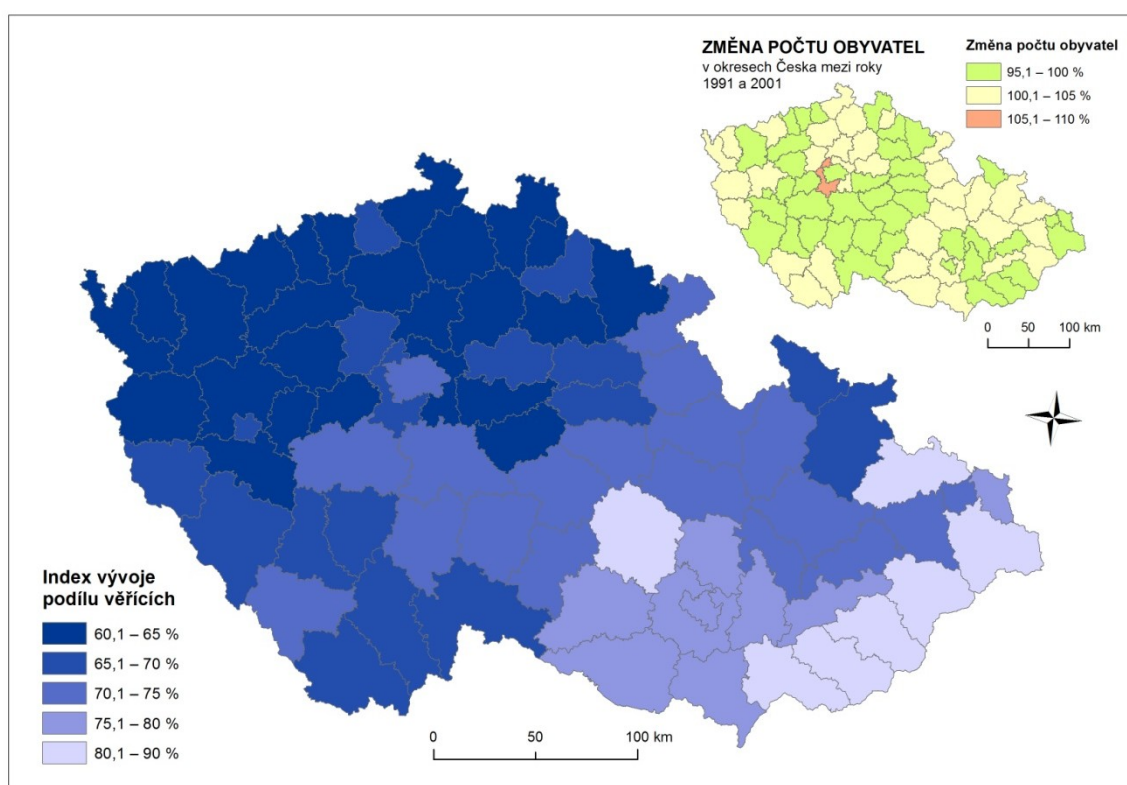 ZMĚNA POČTU OBYVATEL
v okresech Česka mezi roky
1991 a 2001
Změna počtu obyvatel
95,1 – 100 %
100,1 – 105 %
105,1 – 110 %
0 50 100 km
Index vývoje
podílu věřících
60,1 – 65 %
65,1 – 70 %
70,1 – 75 %
75,1 – 80 %
80,1 – 90 %
0 50 100 km